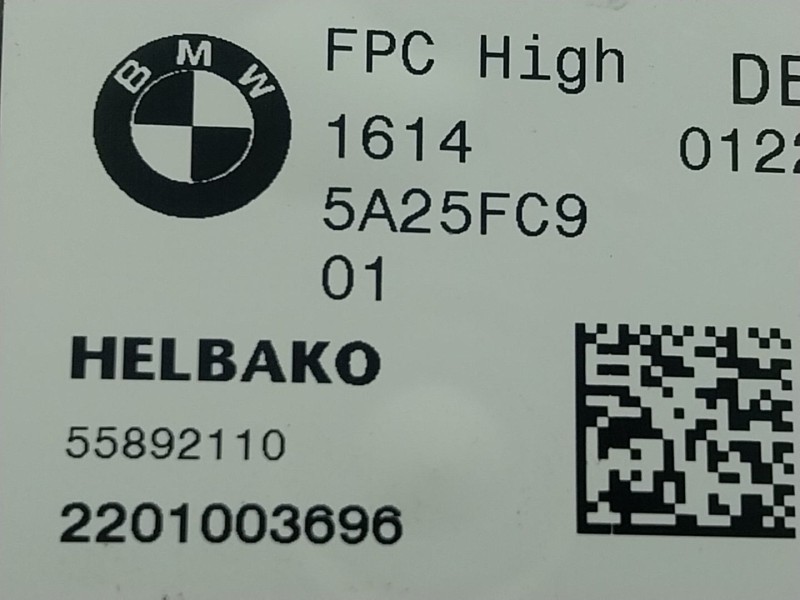 BMW
FPC High
1614
5A25FC9
01
DE
0122
HELBAKO
55892110
2201003696